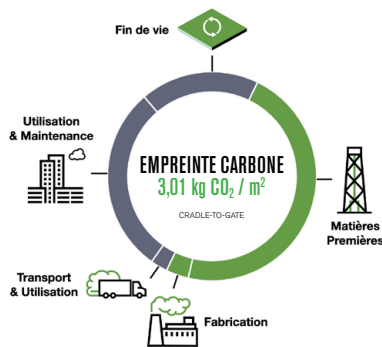 Fin de vie
Utilisation
& Maintenance
EMPREINTE CARBONE
3,01 kg CO₂ / m²
CRADLE-TO-GATE
Matières
Premières
Transport
& Utilisation
Fabrication